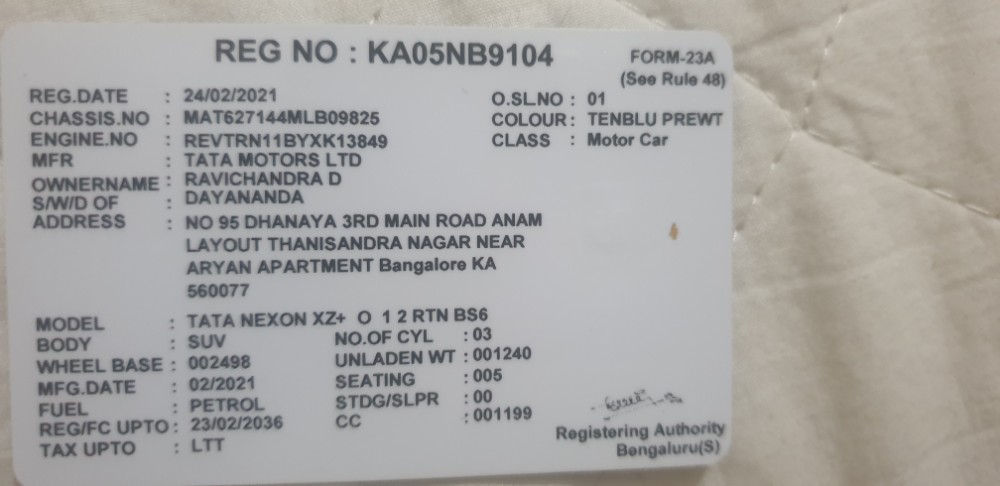 REG NO : KA05NB9104
FORM-23A
(See Rule 48)
REG.DATE : 24/02/2021 O.SL.NO : 01
CHASSIS.NO : MAT627144MLB09825 COLOUR : TENBLU PREWT
ENGINE.NO : REVTRN11BYXK13849 CLASS : Motor Car
MFR : TATA MOTORS LTD
OWNERNAME : RAVICHANDRA D
S/W/D OF : DAYANANDA
ADDRESS : NO 95 DHANAYA 3RD MAIN ROAD ANAM
LAYOUT THANISANDRA NAGAR NEAR
ARYAN APARTMENT Bangalore KA
560077
MODEL : TATA NEXON XZ+ O 1 2 RTN BS6
BODY : SUV NO.OF CYL : 03
WHEEL BASE : 002498 UNLADEN WT : 001240
MFG.DATE : 02/2021 SEATING : 005
FUEL : PETROL STDG/SLPR : 00
REG/FC UPTO : 23/02/2036 CC : 001199
TAX UPTO : LTT
Registering Authority
Bengaluru(S)